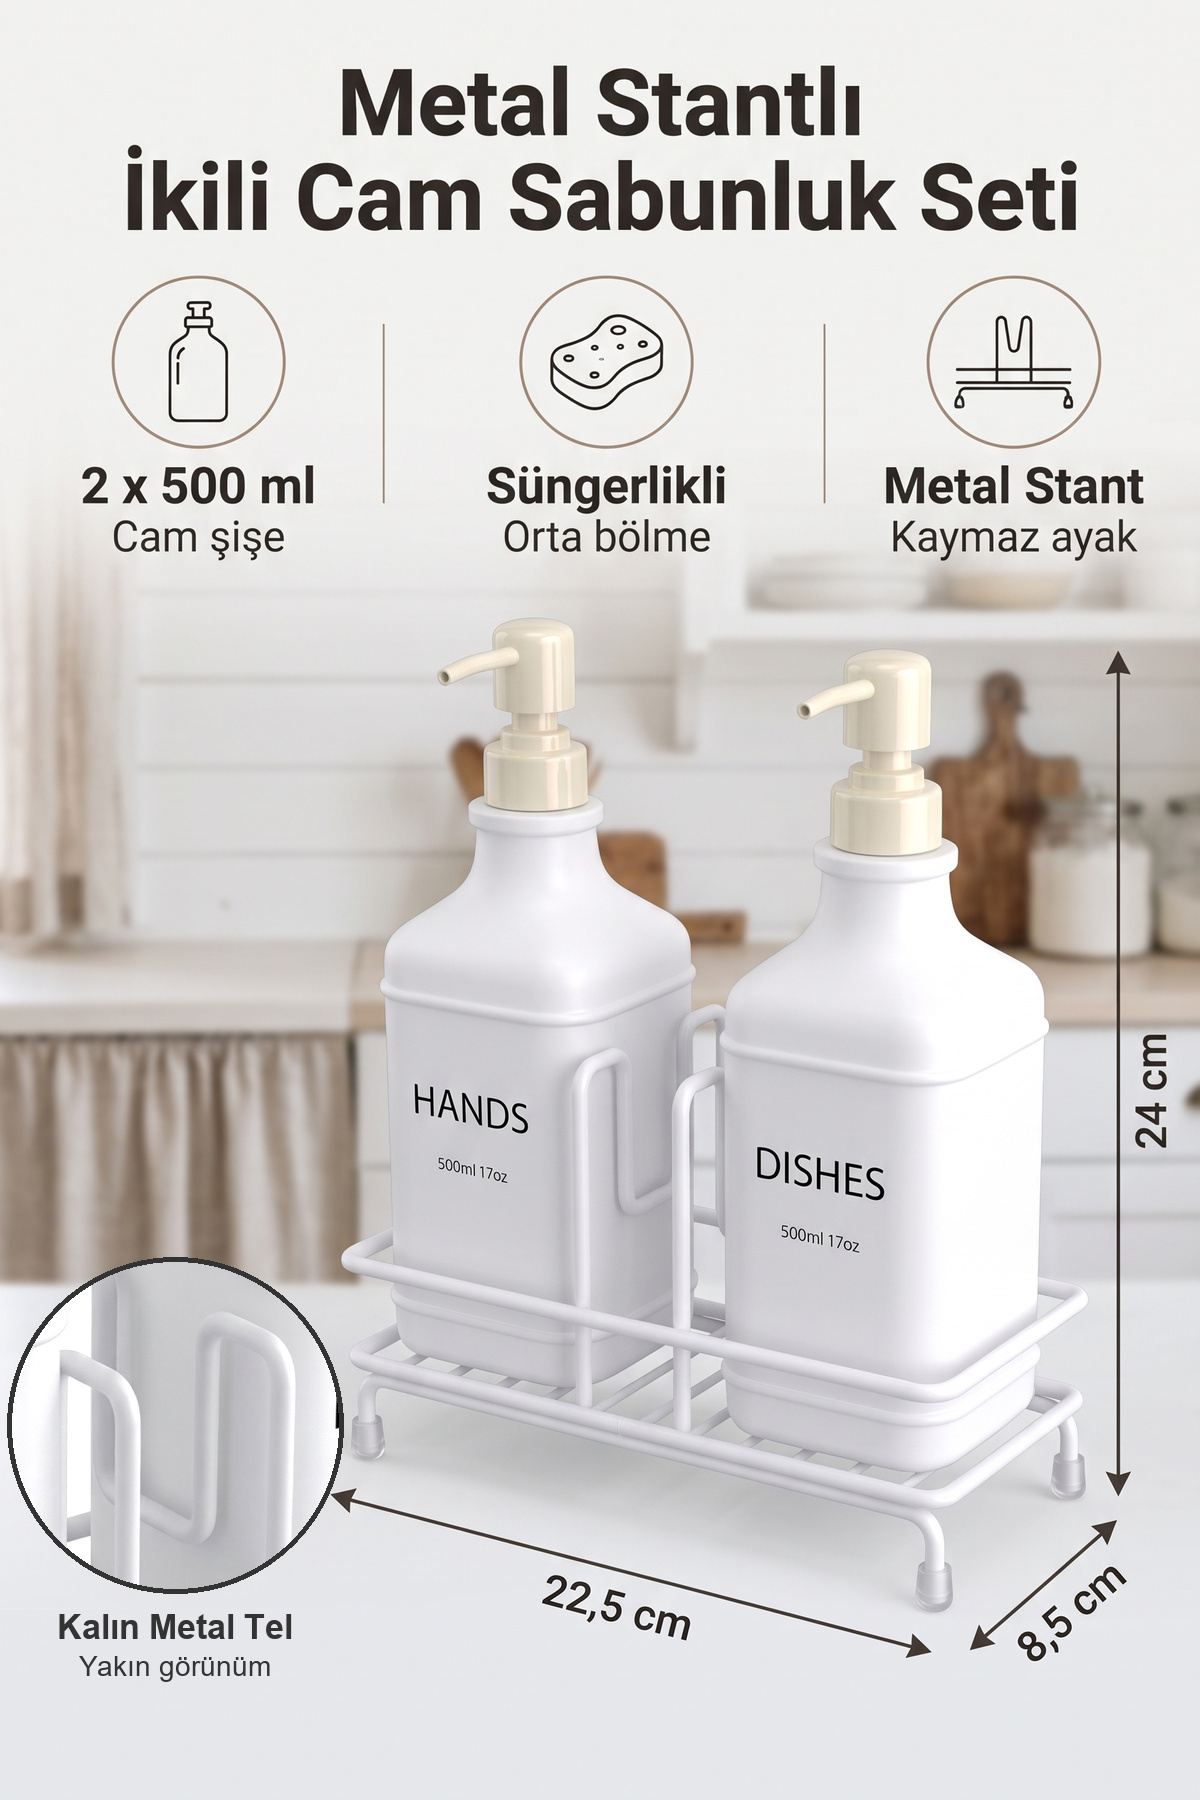 Metal Stantlı
İkili Cam Sabunluk Seti
2 x 500 ml
Cam şişe
Süngerlikli
Orta bölme
Metal Stant
Kaymaz ayak
HANDS
500ml 17oz
DISHES
500ml 17oz
24 cm
22,5 cm
8,5 cm
Kalın Metal Tel
Yakın görünüm